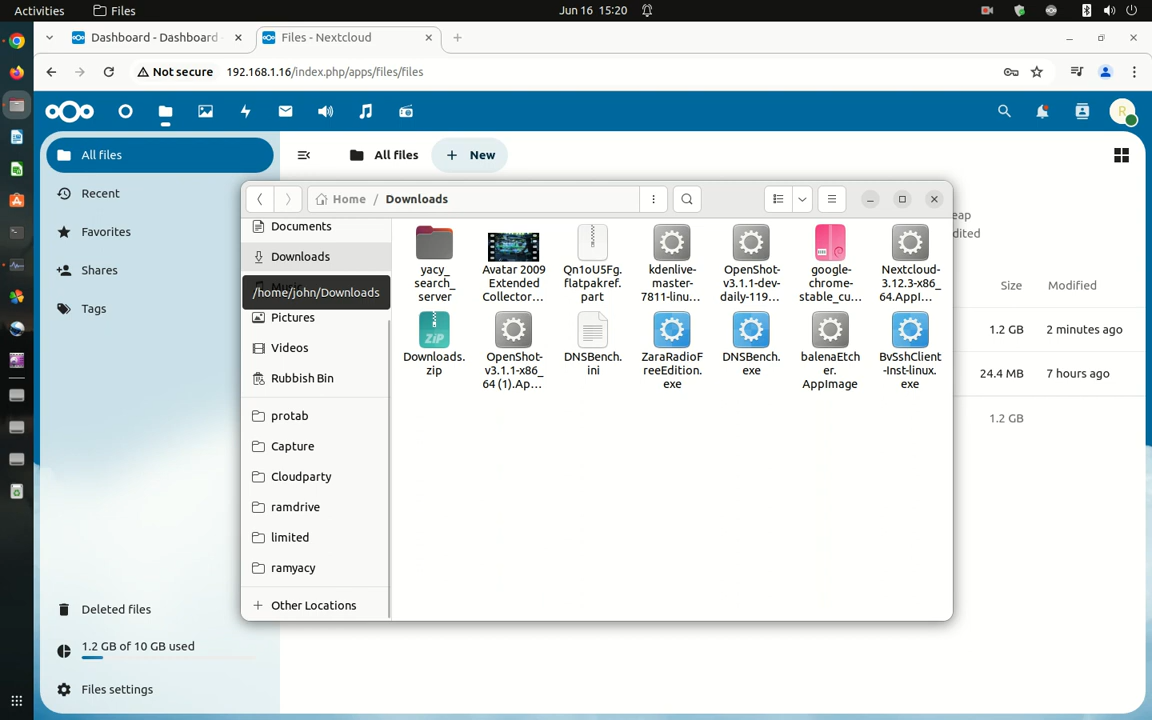 Activities
Files
Jun 16 15:20
Dashboard - Dashboard
Files - Nextcloud
Not secure
192.168.1.16/index.php/apps/files/files
R
All files
Recent
Favorites
Shares
Tags
Deleted files
1.2 GB of 10 GB used
Files settings
All files
+ New
eap
dited
Size
Modified
1.2 GB
2 minutes ago
24.4 MB
7 hours ago
1.2 GB
Home / Downloads
Documents
Downloads
/home/john/Downloads
Pictures
Videos
Rubbish Bin
protab
Capture
Cloudparty
ramdrive
limited
ramyacy
+ Other Locations
yacy_
search_
server
Avatar 2009
Extended
Collector...
Qn1oU5Fg.
flatpakref.
part
kdenlive-
master-
7811-linu...
OpenShot-
v3.1.1-dev-
daily-119...
google-
chrome-
stable_cu...
Nextcloud-
3.12.3-x86_
64.AppI...
ZIP
Downloads.
zip
OpenShot-
v3.1.1-x86_
64 (1).Ap...
DNSBench.
ini
ZaraRadioF
reeEdition.
exe
DNSBench.
exe
balenaEtch
er.
AppImage
BvSshClient
-Inst-linux.
exe